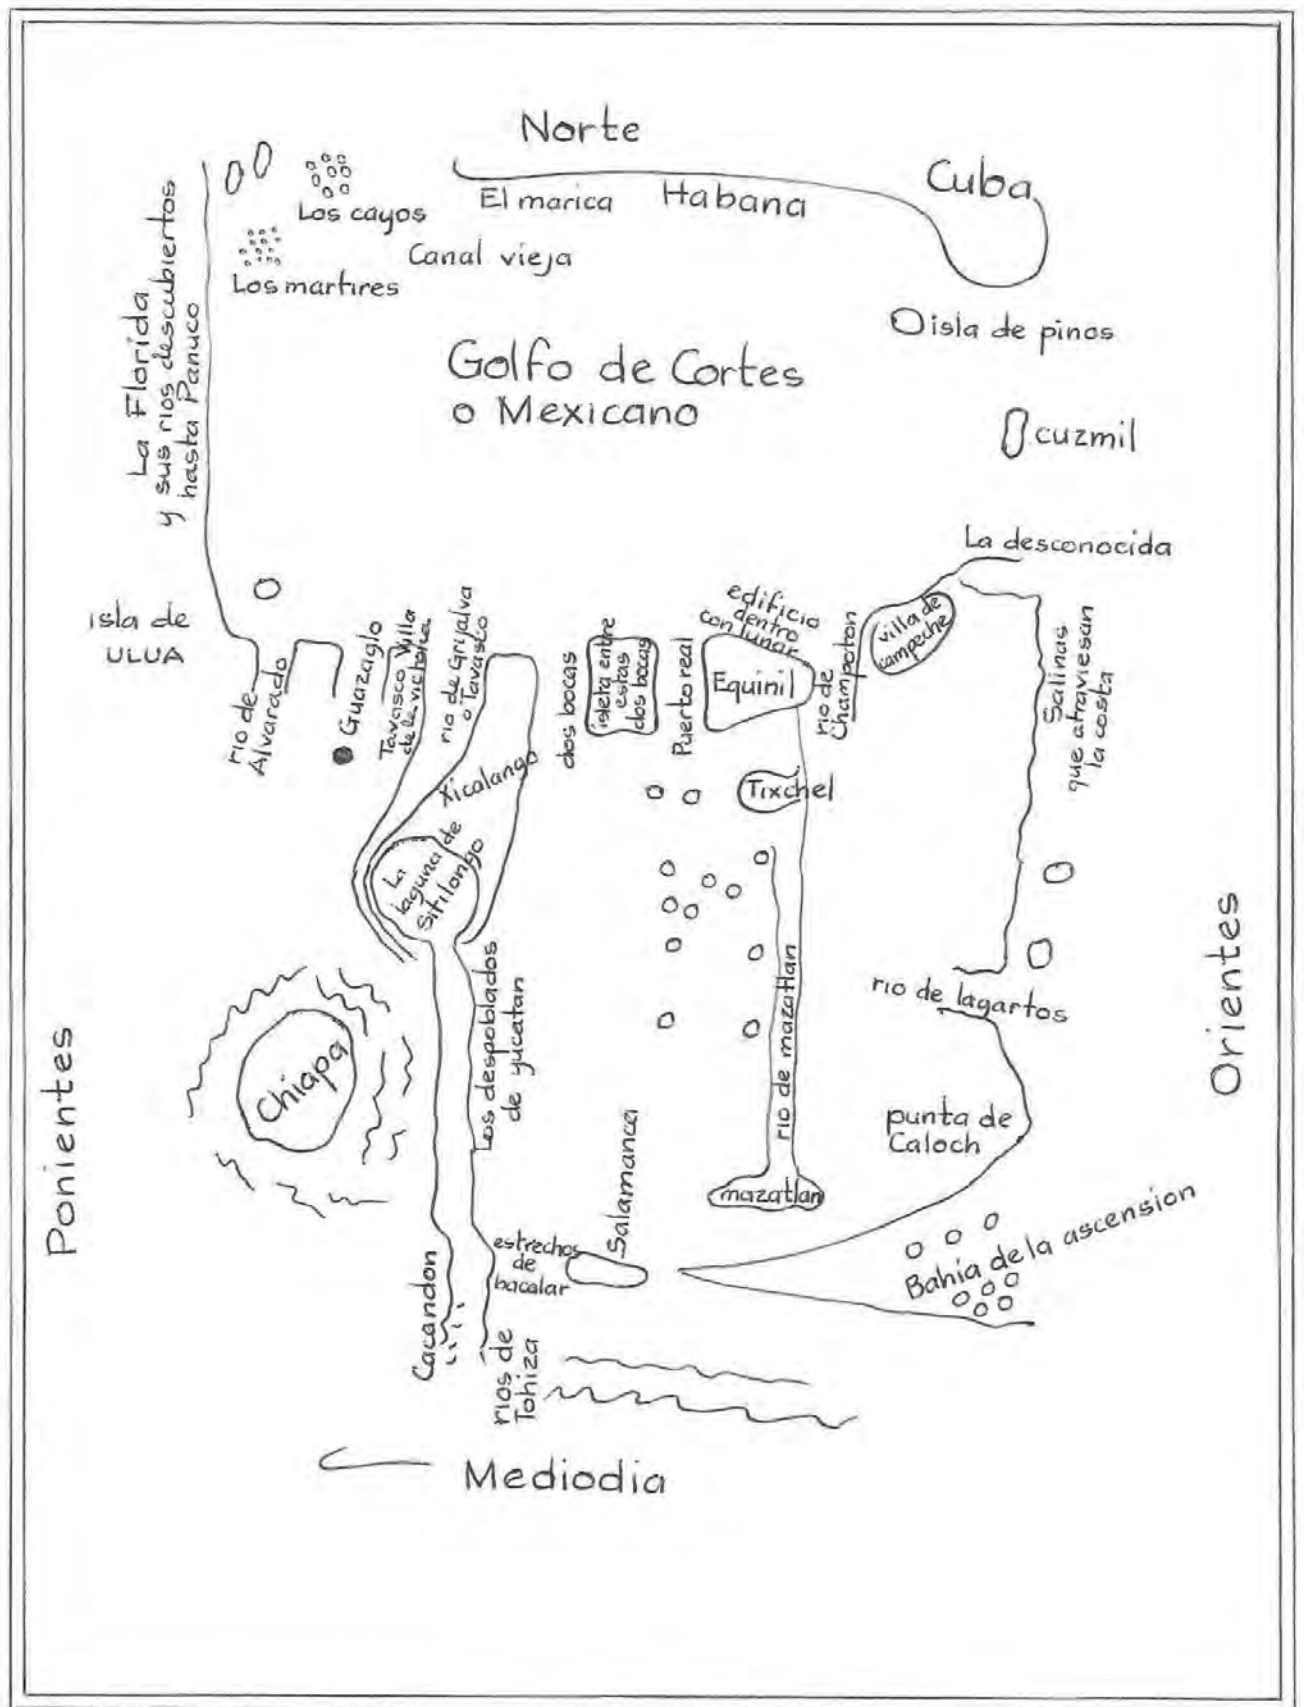 Norte
Cuba
Los cayos
El marica
Habana
Canal vieja
Los martires
La Florida
y sus rios descubiertos
hasta Panuco
isla de pinos
Golfo de Cortes
o Mexicano
cuzmil
La desconocida
isla de
ULUA
rio de
Alvarado
Guazaglo
Tavasco Villa
de la victoria
rio de Grijalva
o Tavasco
dos bocas
isleta entre
estas
dos bocas
Puerto real
edificio
dentro
con lunar
Equinil
rio de
Champoton
villa de
campeche
Salinas
que atraviesan
la costa
Xicalango
Tixchel
La
laguna de
Sitilongo
Los despoblados
de yucatan
rio de mazatlan
rio de lagartos
Orientes
Ponientes
Chiapa
punta de
Caloch
mazatlan
Salamanca
estrechos
de
bacalar
Bahia de la ascension
Cacandon
rios de
Tohiza
Mediodia